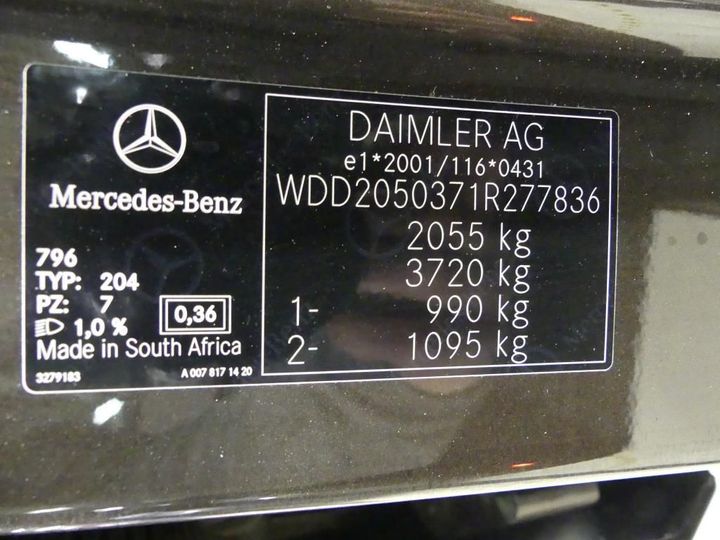 Mercedes-Benz
796
TYP: 204
PZ: 7
1,0 %
0,36
Made in South Africa
3279183
A 007 817 14 20
DAIMLER AG
e1*2001/116*0431
WDD2050371R277836
2055 kg
3720 kg
1- 990 kg
2- 1095 kg